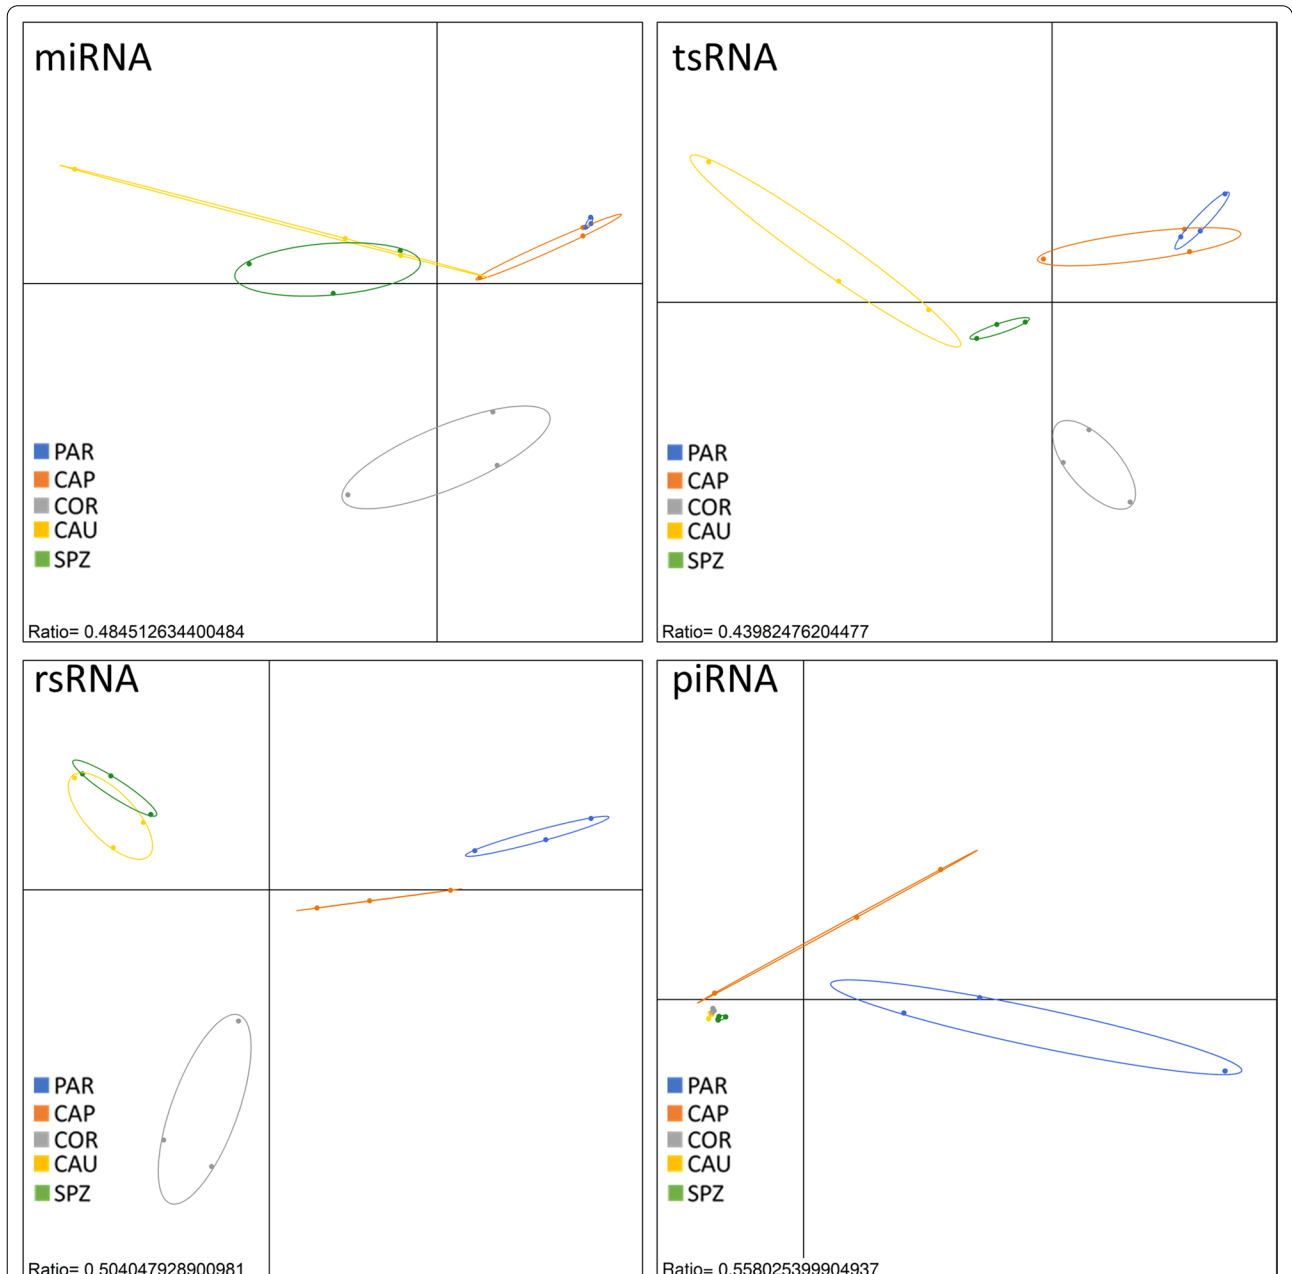 miRNA
PAR
CAP
COR
CAU
SPZ
Ratio= 0.484512634400484
tsRNA
PAR
CAP
COR
CAU
SPZ
Ratio= 0.43982476204477
rsRNA
PAR
CAP
COR
CAU
SPZ
Ratio= 0.504047928900981
piRNA
PAR
CAP
COR
CAU
SPZ
Ratio= 0.558025399904937